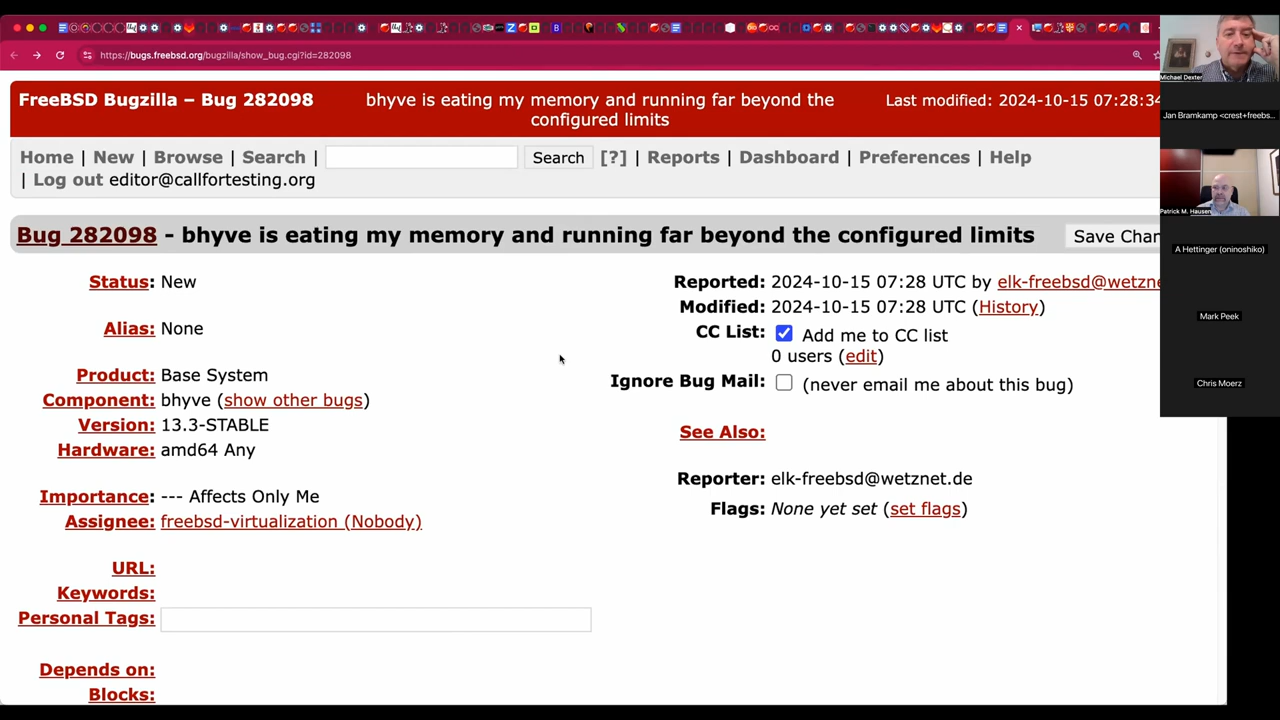 https://bugs.freebsd.org/bugzilla/show_bug.cgi?id=282098
FreeBSD Bugzilla – Bug 282098
bhyve is eating my memory and running far beyond the
configured limits
Last modified: 2024-10-15 07:28:34
Home | New | Browse | Search | Search [?] | Reports | Dashboard | Preferences | Help
| Log out editor@callfortesting.org
Bug 282098 - bhyve is eating my memory and running far beyond the configured limits
Save Chan
Status: New
Alias: None
Product: Base System
Component: bhyve (show other bugs)
Version: 13.3-STABLE
Hardware: amd64 Any
Importance: --- Affects Only Me
Assignee: freebsd-virtualization (Nobody)
URL:
Keywords:
Personal Tags:
Depends on:
Blocks:
Reported: 2024-10-15 07:28 UTC by elk-freebsd@wetzne
Modified: 2024-10-15 07:28 UTC (History)
CC List: Add me to CC list
0 users (edit)
Ignore Bug Mail: (never email me about this bug)
See Also:
Reporter: elk-freebsd@wetznet.de
Flags: None yet set (set flags)
Michael Dexter
Jan Bramkamp <crest+freebs...
Patrick M. Hausen
A Hettinger (oninoshiko)
Mark Peek
Chris Moerz